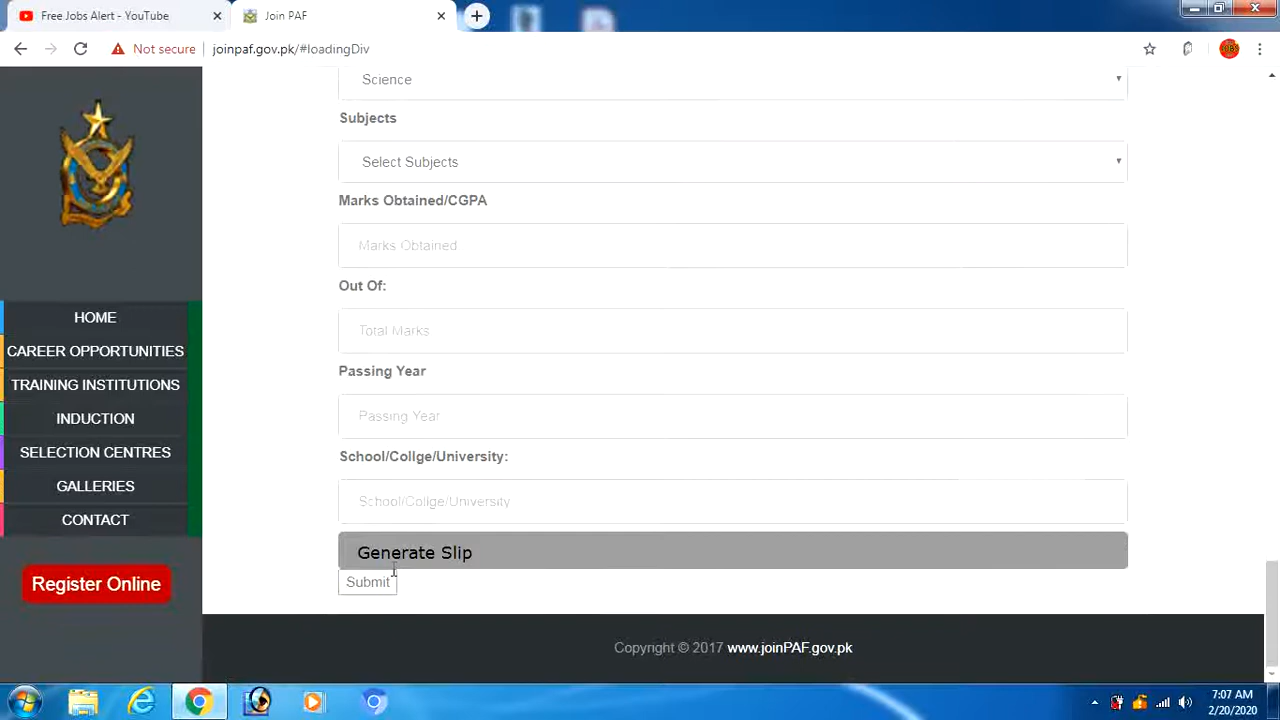 Free Jobs Alert - YouTube
Join PAF
Not secure
joinpaf.gov.pk/#loadingDiv
Science
Subjects
Select Subjects
Marks Obtained/CGPA
Marks Obtained
Out Of:
Total Marks
Passing Year
Passing Year
School/Collge/University:
School/Collge/University
Generate Slip
Submit
HOME
CAREER OPPORTUNITIES
TRAINING INSTITUTIONS
INDUCTION
SELECTION CENTRES
GALLERIES
CONTACT
Register Online
Copyright © 2017 www.joinPAF.gov.pk
7:07 AM
2/20/2020